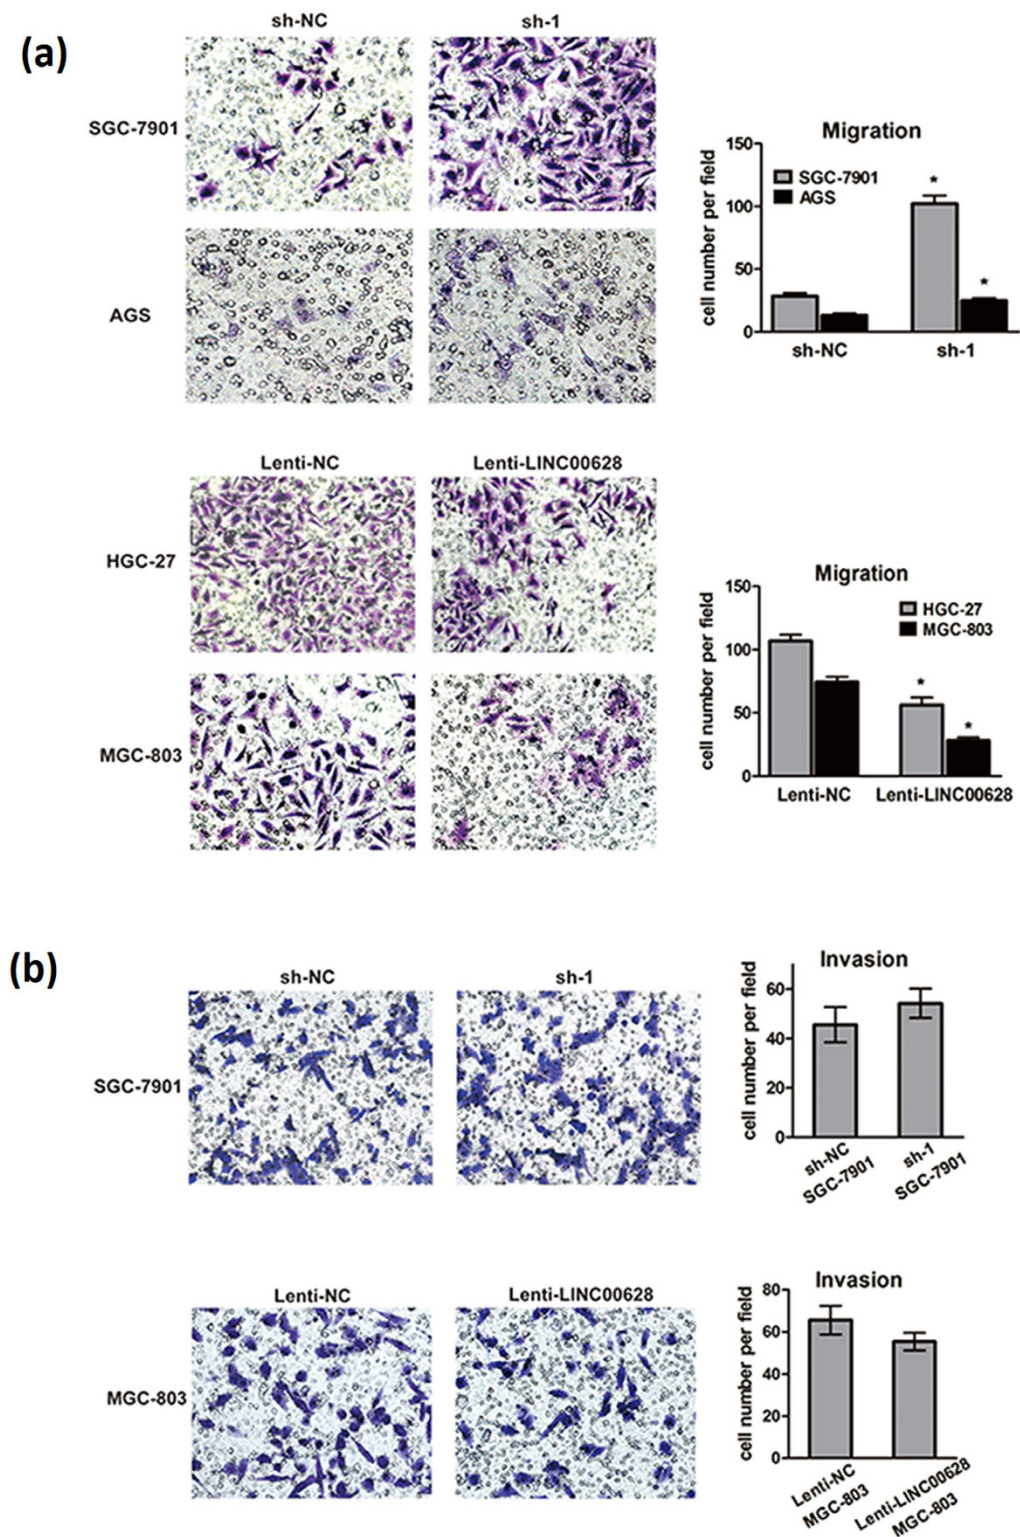 (a)
sh-NC
sh-1
SGC-7901
AGS
Migration
150
100
50
0
cell number per field
SGC-7901
AGS
*
*
sh-NC
sh-1
Lenti-NC
Lenti-LINC00628
HGC-27
MGC-803
Migration
150
100
50
0
cell number per field
HGC-27
MGC-803
*
*
Lenti-NC
Lenti-LINC00628
(b)
sh-NC
sh-1
SGC-7901
Invasion
60
40
20
0
cell number per field
sh-NC
SGC-7901
sh-1
SGC-7901
Lenti-NC
Lenti-LINC00628
MGC-803
Invasion
80
60
40
20
0
cell number per field
Lenti-NC
MGC-803
Lenti-LINC00628
MGC-803